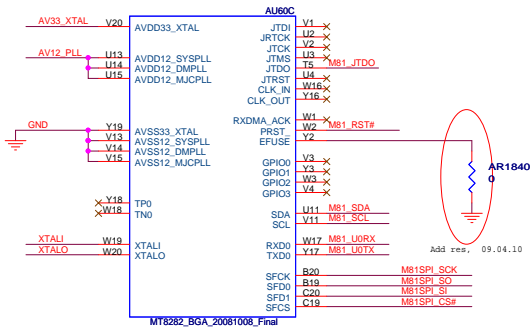 AU60C
AV33_XTAL V20 AVDD33_XTAL JTDI V1
JRTCK U2
JTCK V2
AV12_PLL U13 AVDD12_SYSPLL JTMS U3
U14 AVDD12_DMPLL JTDO T5 M81_JTDO
U15 AVDD12_MJCPLL JTRST U4
CLK_IN W16
CLK_OUT Y16
RXDMA_ACK W1
GND Y19 AVSS33_XTAL PRST_ W2 M81_RST#
V13 AVSS12_SYSPLL EFUSE Y2
V14 AVSS12_DMPLL
V15 AVSS12_MJCPLL GPIO0 V3
GPIO1 Y3
GPIO2 W3
GPIO3 V4
AR1840
0
Y18 TP0
W18 TN0 SDA U11 M81_SDA
SCL V11 M81_SCL
XTALI W19 XTALI RXD0 W17 M81_U0RX
XTALO W20 XTALO TXD0 Y17 M81_U0TX
Add res, 09.04.10
SFCK B20 M81SPI_SCK
SFD0 B19 M81SPI_SO
SFD1 C20 M81SPI_SI
SFCS C19 M81SPI_CS#
MT8282_BGA_20081008_Final